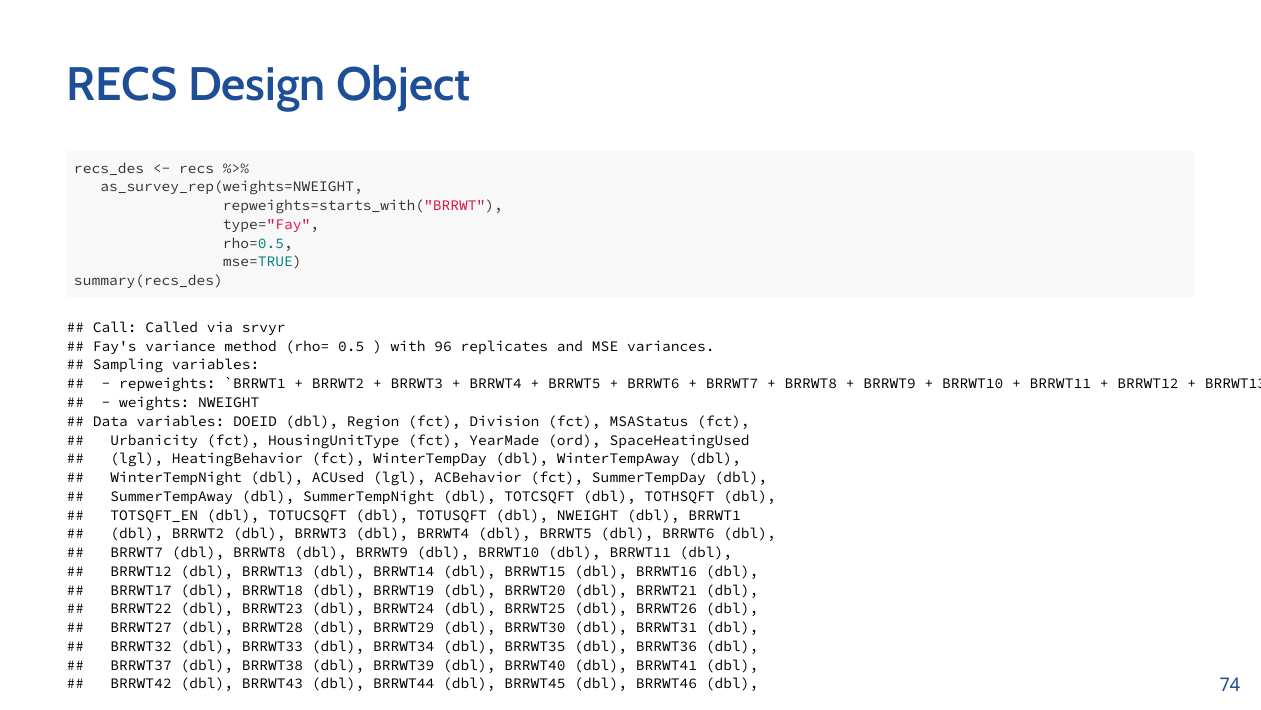 RECS Design Object
recs_des <- recs %>%
   as_survey_rep(weights=NWEIGHT,
                 repweights=starts_with("BRRWT"),
                 type="Fay",
                 rho=0.5,
                 mse=TRUE)
summary(recs_des)
## Call: Called via srvyr
## Fay's variance method (rho= 0.5 ) with 96 replicates and MSE variances.
## Sampling variables:
##  - repweights: `BRRWT1 + BRRWT2 + BRRWT3 + BRRWT4 + BRRWT5 + BRRWT6 + BRRWT7 + BRRWT8 + BRRWT9 + BRRWT10 + BRRWT11 + BRRWT12 + BRRWT13
##  - weights: NWEIGHT
## Data variables: DOEID (dbl), Region (fct), Division (fct), MSAStatus (fct),
##   Urbanicity (fct), HousingUnitType (fct), YearMade (ord), SpaceHeatingUsed
##   (lgl), HeatingBehavior (fct), WinterTempDay (dbl), WinterTempAway (dbl),
##   WinterTempNight (dbl), ACUsed (lgl), ACBehavior (fct), SummerTempDay (dbl),
##   SummerTempAway (dbl), SummerTempNight (dbl), TOTCSQFT (dbl), TOTHSQFT (dbl),
##   TOTSQFT_EN (dbl), TOTUCSQFT (dbl), TOTUSQFT (dbl), NWEIGHT (dbl), BRRWT1
##   (dbl), BRRWT2 (dbl), BRRWT3 (dbl), BRRWT4 (dbl), BRRWT5 (dbl), BRRWT6 (dbl),
##   BRRWT7 (dbl), BRRWT8 (dbl), BRRWT9 (dbl), BRRWT10 (dbl), BRRWT11 (dbl),
##   BRRWT12 (dbl), BRRWT13 (dbl), BRRWT14 (dbl), BRRWT15 (dbl), BRRWT16 (dbl),
##   BRRWT17 (dbl), BRRWT18 (dbl), BRRWT19 (dbl), BRRWT20 (dbl), BRRWT21 (dbl),
##   BRRWT22 (dbl), BRRWT23 (dbl), BRRWT24 (dbl), BRRWT25 (dbl), BRRWT26 (dbl),
##   BRRWT27 (dbl), BRRWT28 (dbl), BRRWT29 (dbl), BRRWT30 (dbl), BRRWT31 (dbl),
##   BRRWT32 (dbl), BRRWT33 (dbl), BRRWT34 (dbl), BRRWT35 (dbl), BRRWT36 (dbl),
##   BRRWT37 (dbl), BRRWT38 (dbl), BRRWT39 (dbl), BRRWT40 (dbl), BRRWT41 (dbl),
##   BRRWT42 (dbl), BRRWT43 (dbl), BRRWT44 (dbl), BRRWT45 (dbl), BRRWT46 (dbl),
74